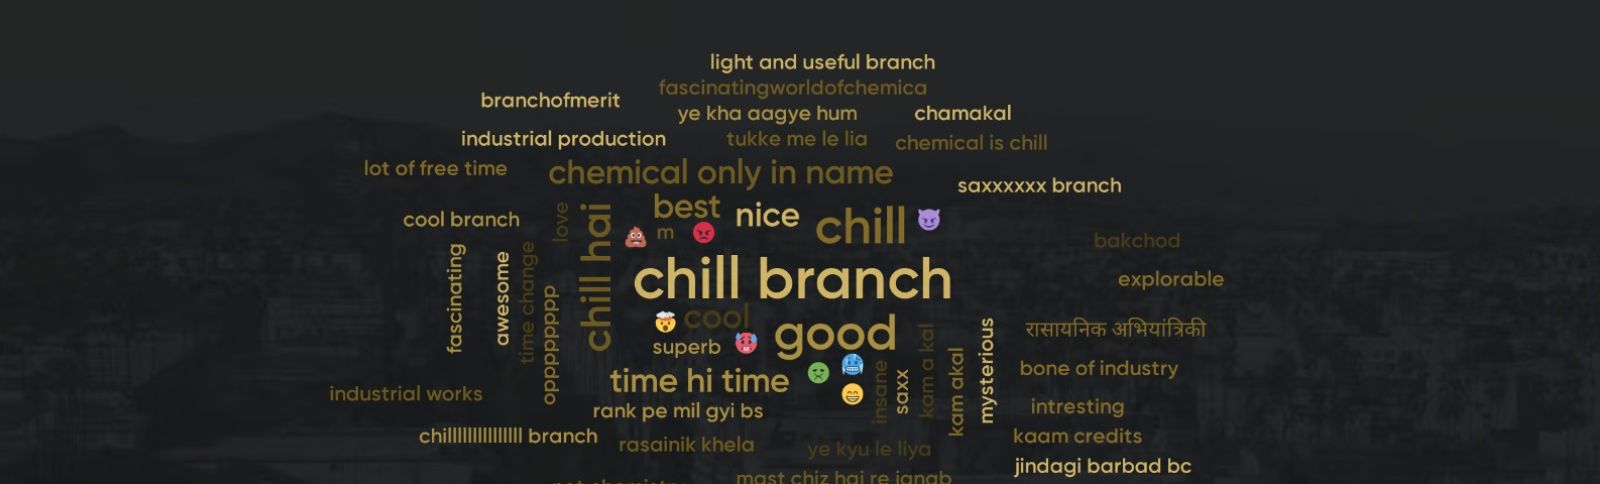 light and useful branch
fascinatingworldofchemica
branchofmerit
ye kha aagye hum
chamakal
industrial production
tukke me le lia
chemical is chill
lot of free time
chemical only in name
saxxxxxx branch
cool branch
love
chill hai
best
nice
chill
m
bakchod
fascinating
awesome
time change
opppppppp
chill branch
explorable
cool
good
superb
रासायनिक अभियांत्रिकी
time hi time
insane
saxx
kam a kal
kam akal
mysterious
bone of industry
industrial works
rank pe mil gyi bs
intresting
chillllllllllllllll branch
rasainik khela
ye kyu le liya
kaam credits
jindagi barbad bc
not chemistry
mast chiz hai re janab